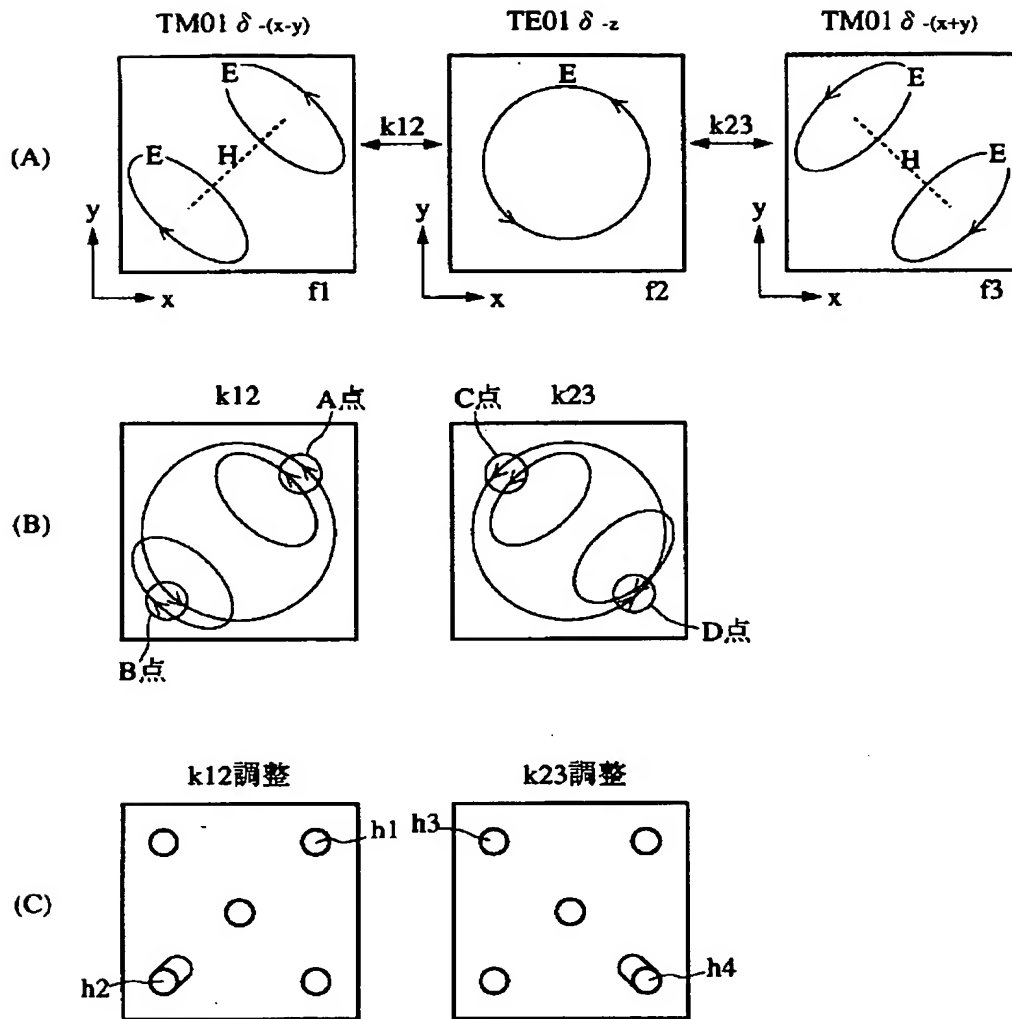 TM01 δ -(x-y)
TE01 δ -z
TM01 δ -(x+y)
(A)
E
E
H
y
x
f1
k12
E
f2
k23
E
E
H
y
x
f3
(B)
k12
A点
B点
k23
C点
D点
(C)
k12調整
h1
h2
k23調整
h3
h4